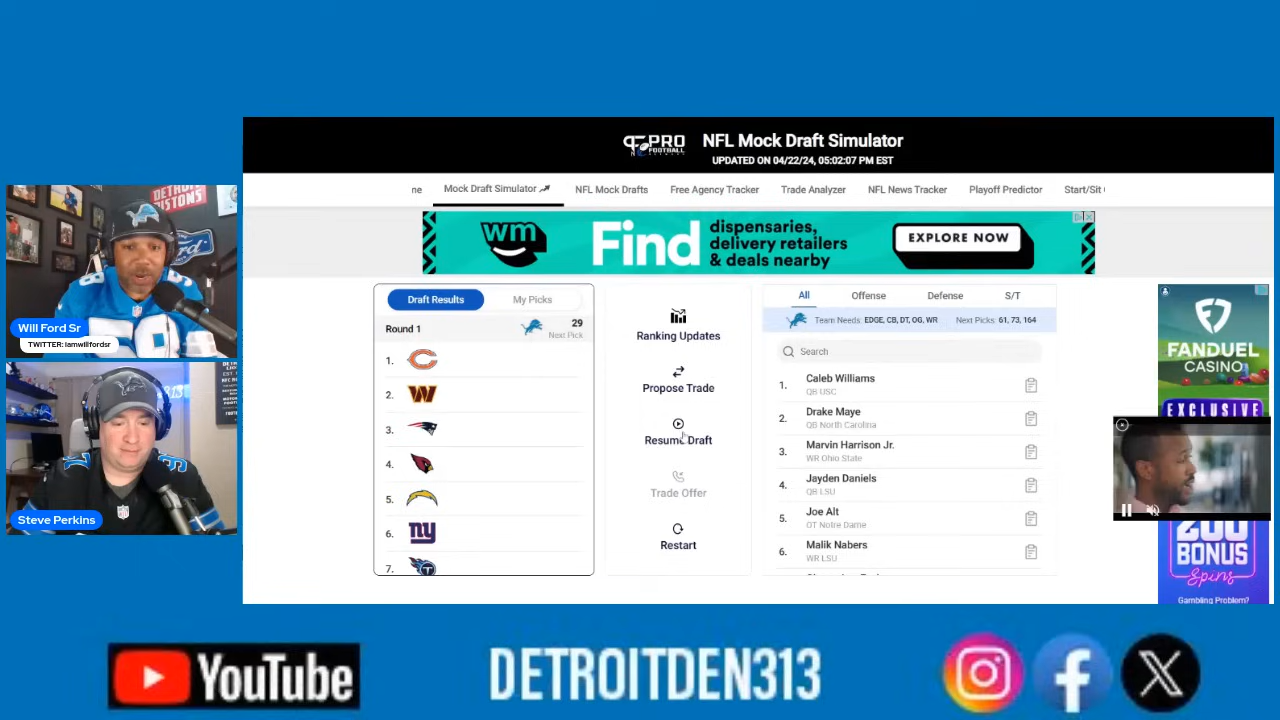 PRO
FOOTBALL
NETWORK
NFL Mock Draft Simulator
UPDATED ON 04/22/24, 05:02:07 PM EST
ne
Mock Draft Simulator
NFL Mock Drafts
Free Agency Tracker
Trade Analyzer
NFL News Tracker
Playoff Predictor
Start/Sit
wm
Find
dispensaries,
delivery retailers
& deals nearby
EXPLORE NOW
DETROIT
PISTONS
Ford
Will Ford Sr
TWITTER: iamwillfordsr
Steve Perkins
Draft Results
My Picks
Round 1
29
Next Pick
1.
2.
3.
4.
5.
6.
ny
7.
Ranking Updates
Propose Trade
Resume Draft
Trade Offer
Restart
All
Offense
Defense
S/T
Team Needs: EDGE, CB, DT, OG, WR
Next Picks: 61, 73, 164
Search
1.
Caleb Williams
QB USC
2.
Drake Maye
QB North Carolina
3.
Marvin Harrison Jr.
WR Ohio State
4.
Jayden Daniels
QB LSU
5.
Joe Alt
OT Notre Dame
6.
Malik Nabers
WR LSU
FANDUEL
CASINO
EXCLUSIVE
200
BONUS
Spins
Gambling Problem?
YouTube
DETROITDEN313